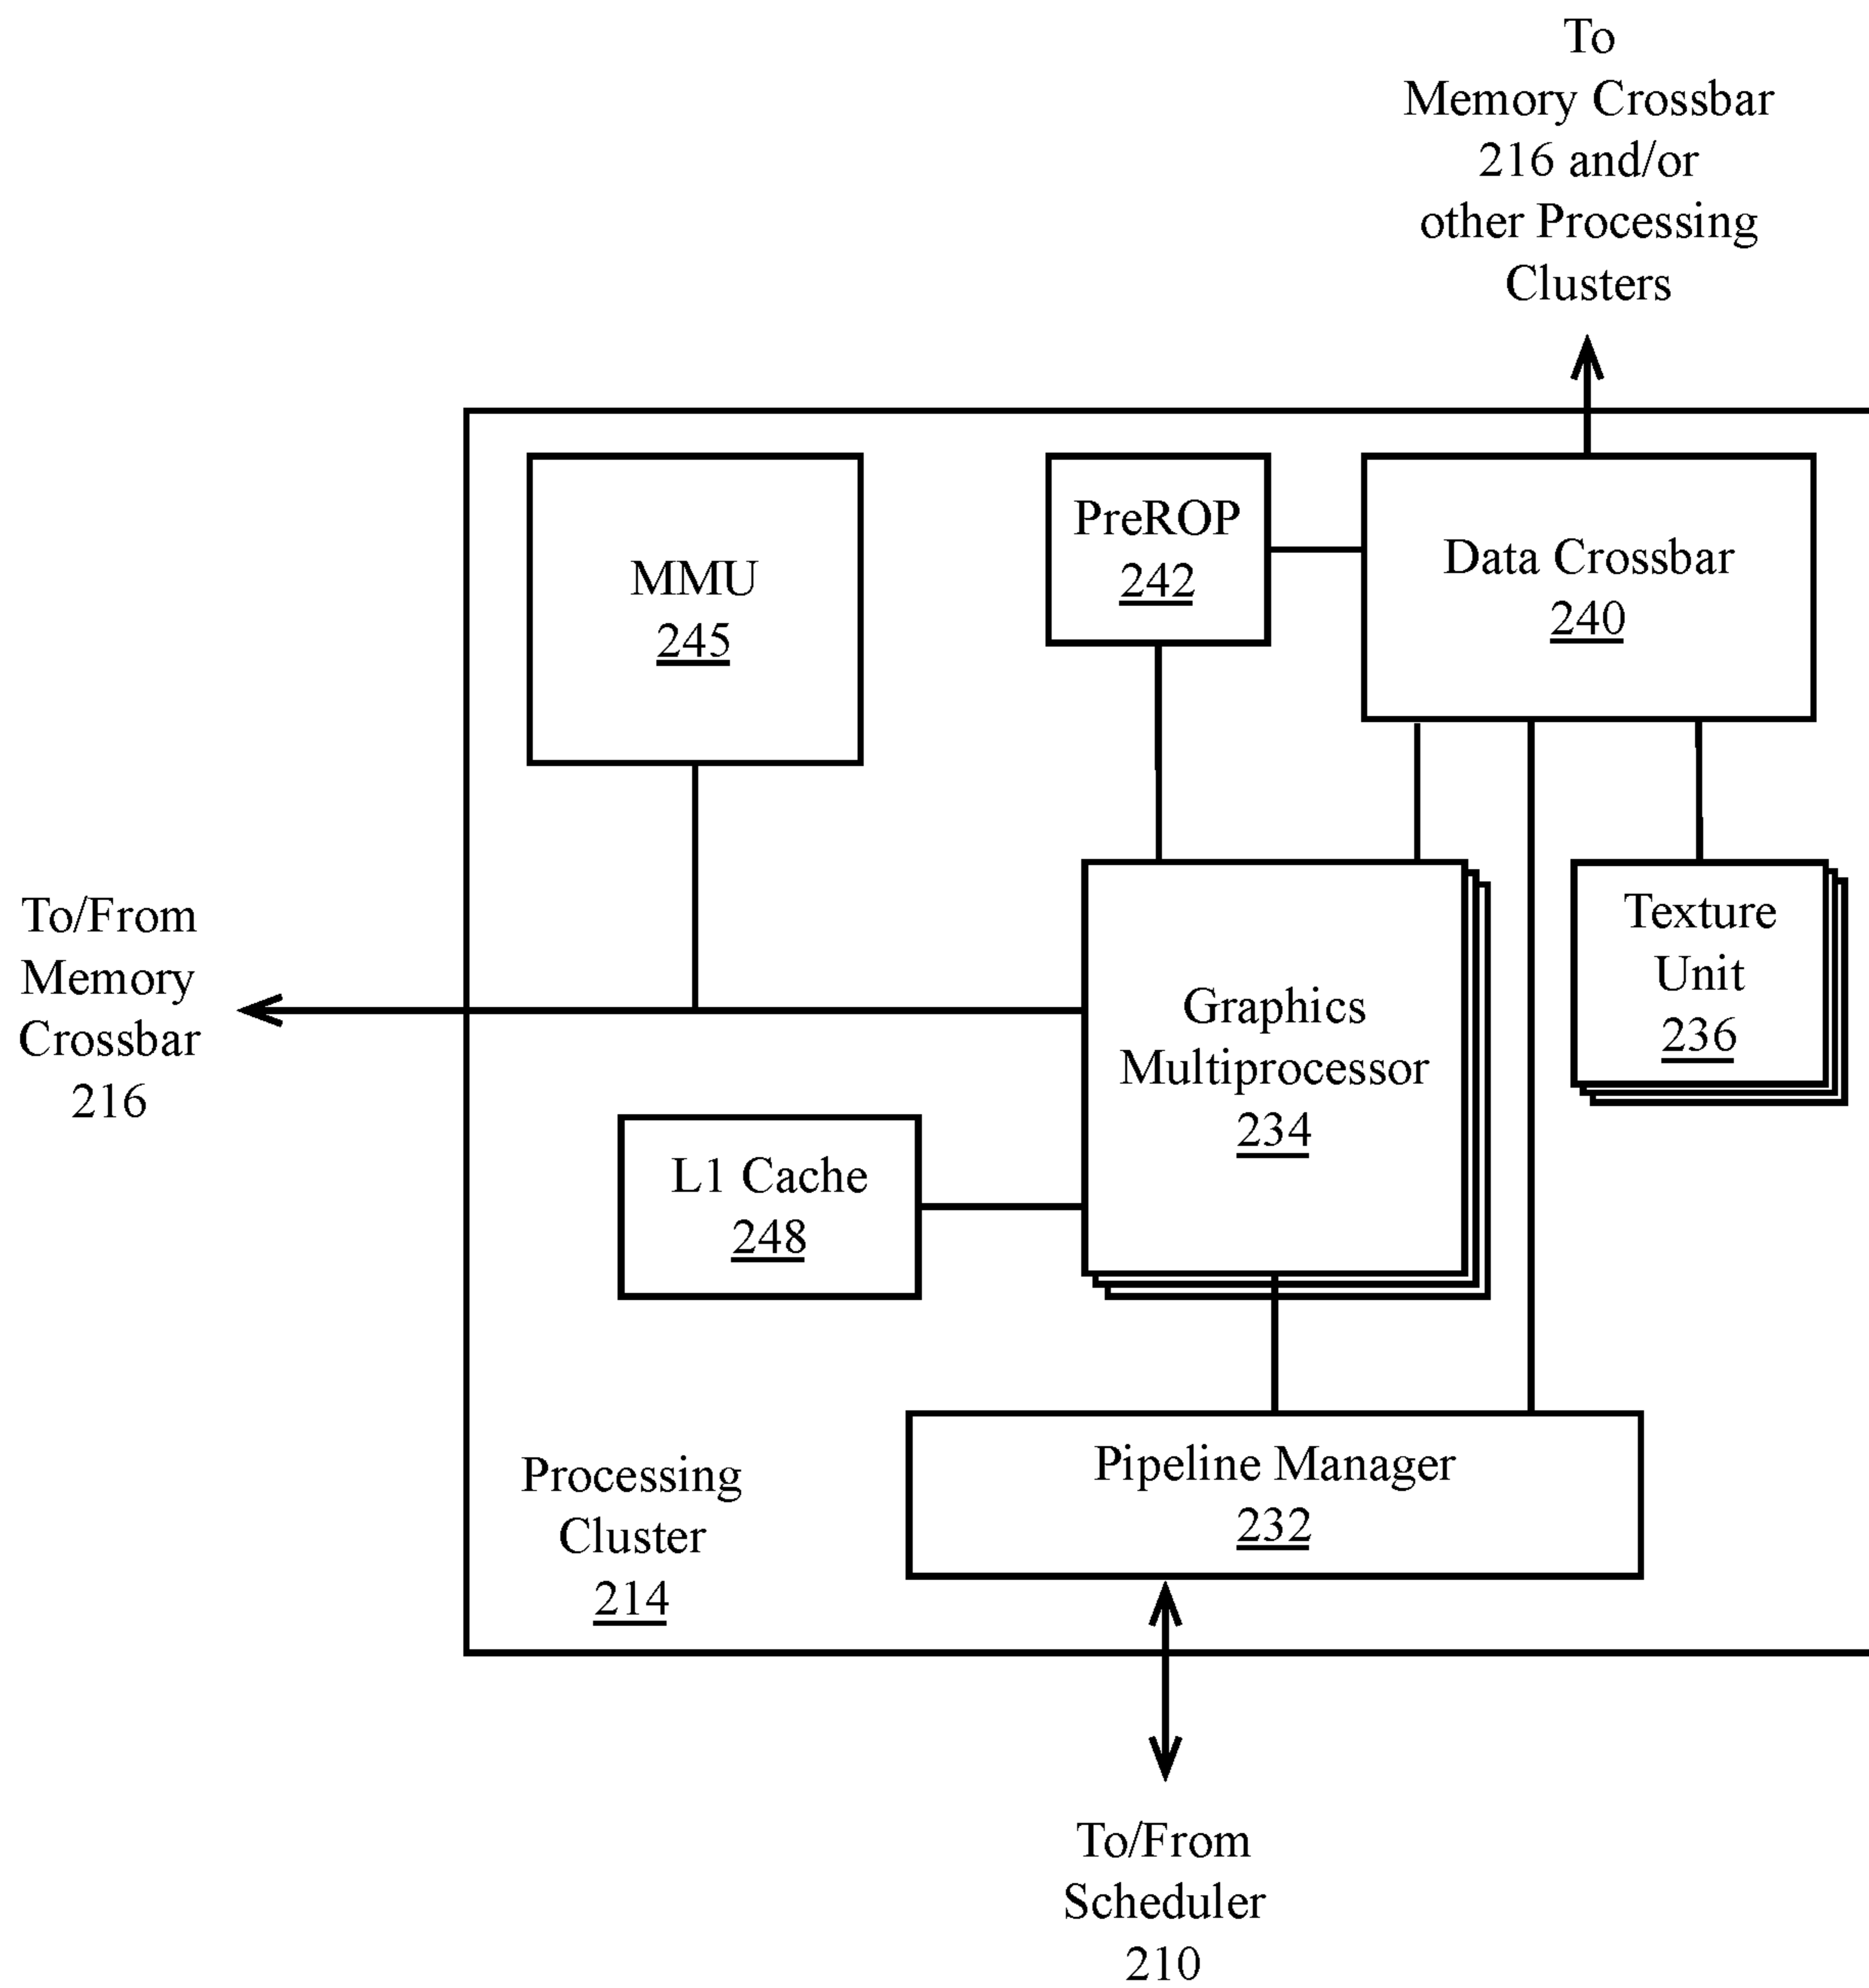 To
Memory Crossbar
216 and/or
other Processing
Clusters
MMU
245
PreROP
242
Data Crossbar
240
To/From
Memory
Crossbar
216
Graphics
Multiprocessor
234
Texture
Unit
236
L1 Cache
248
Processing
Cluster
214
Pipeline Manager
232
To/From
Scheduler
210